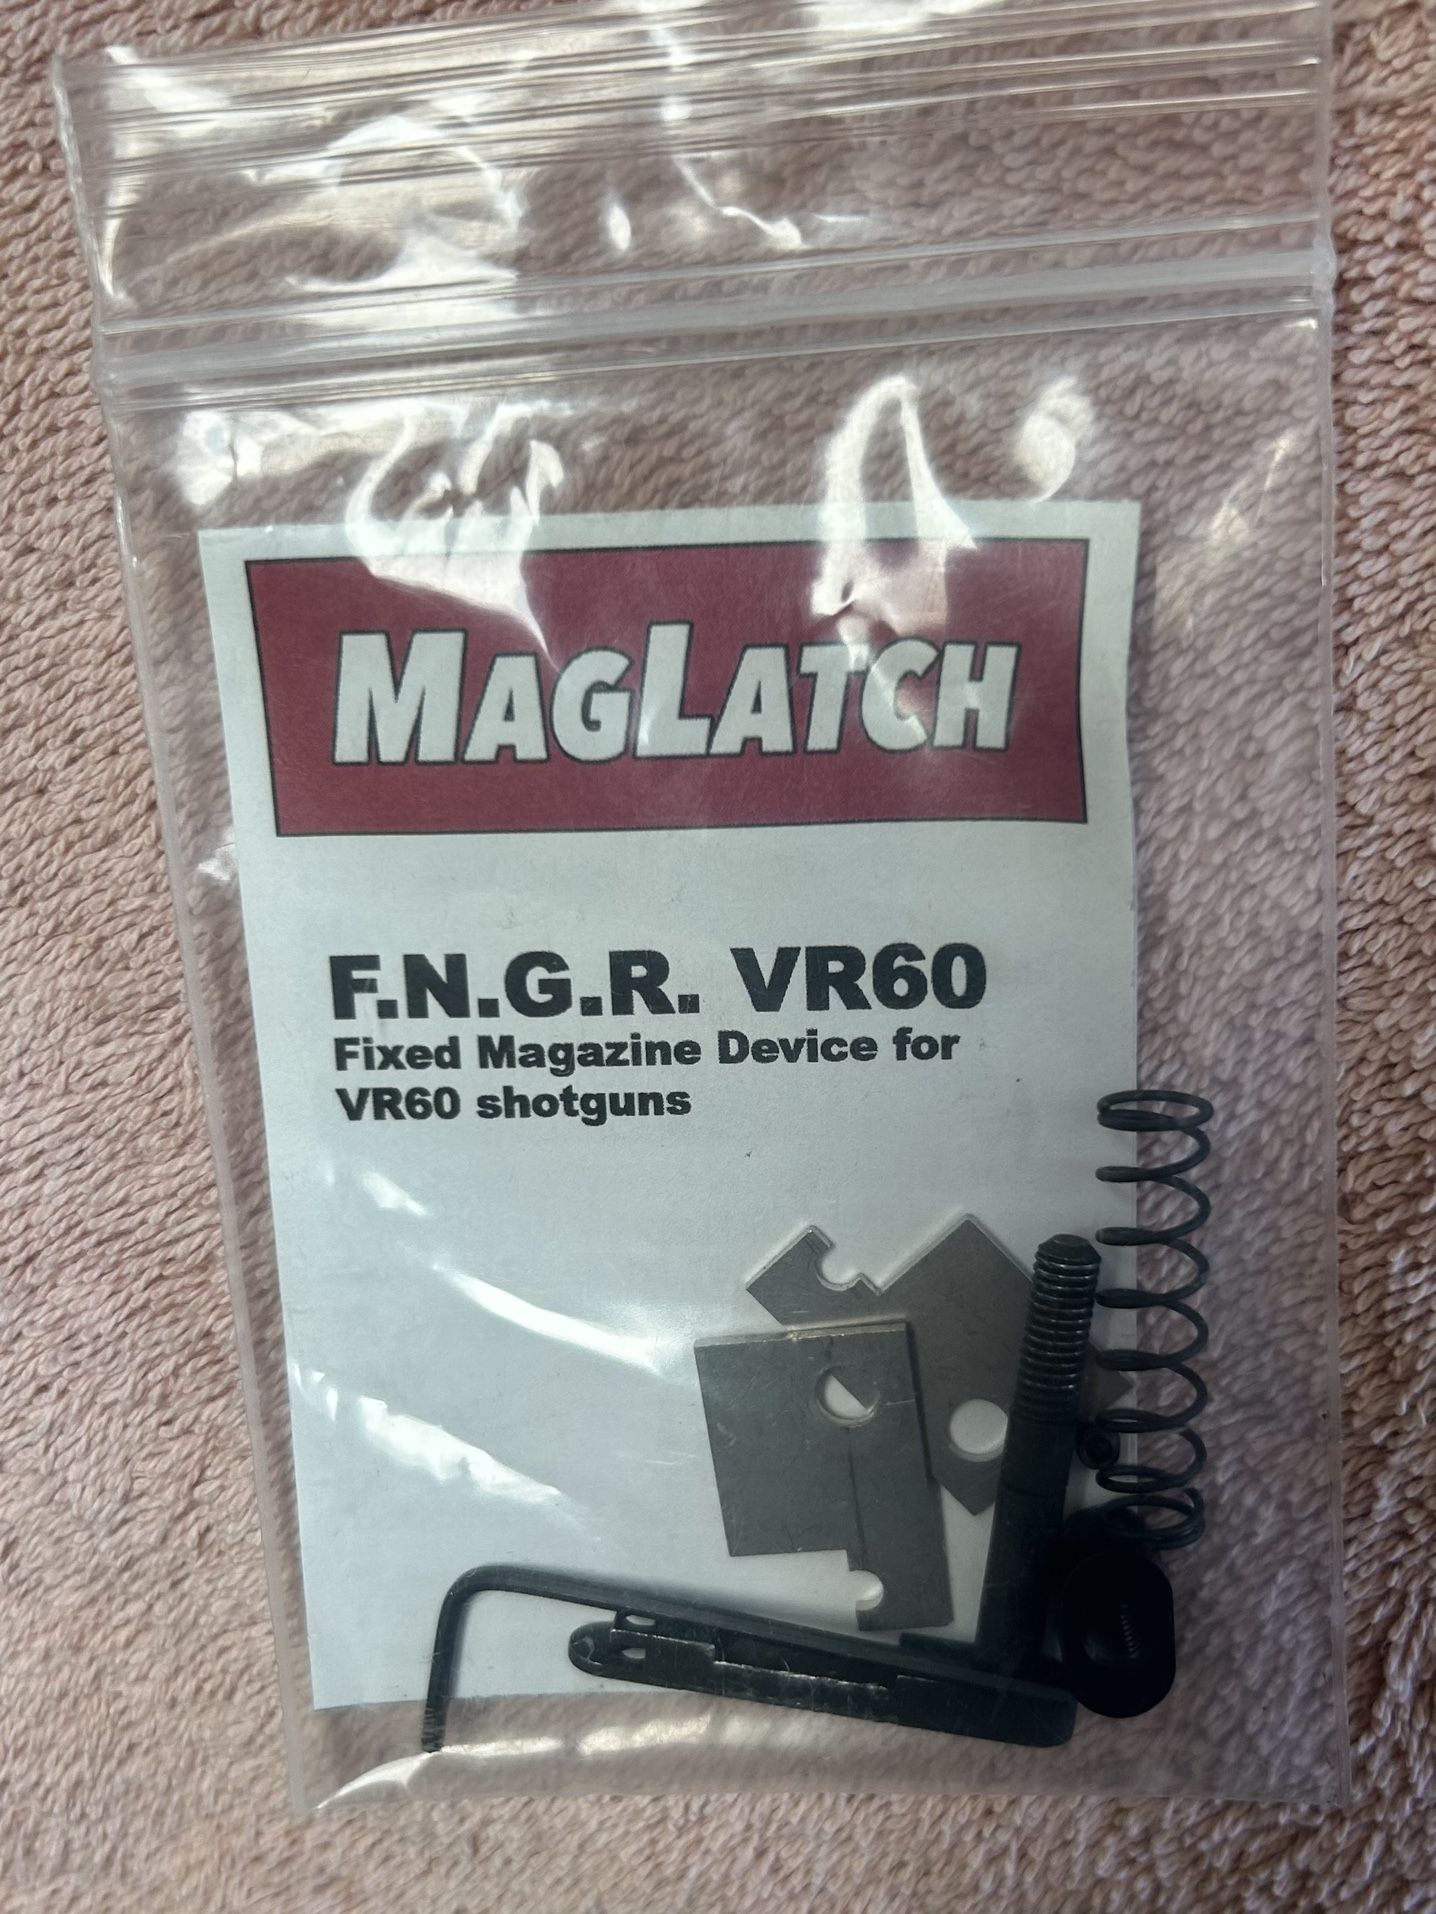 MAGLATCH
F.N.G.R. VR60
Fixed Magazine Device for
VR60 shotguns